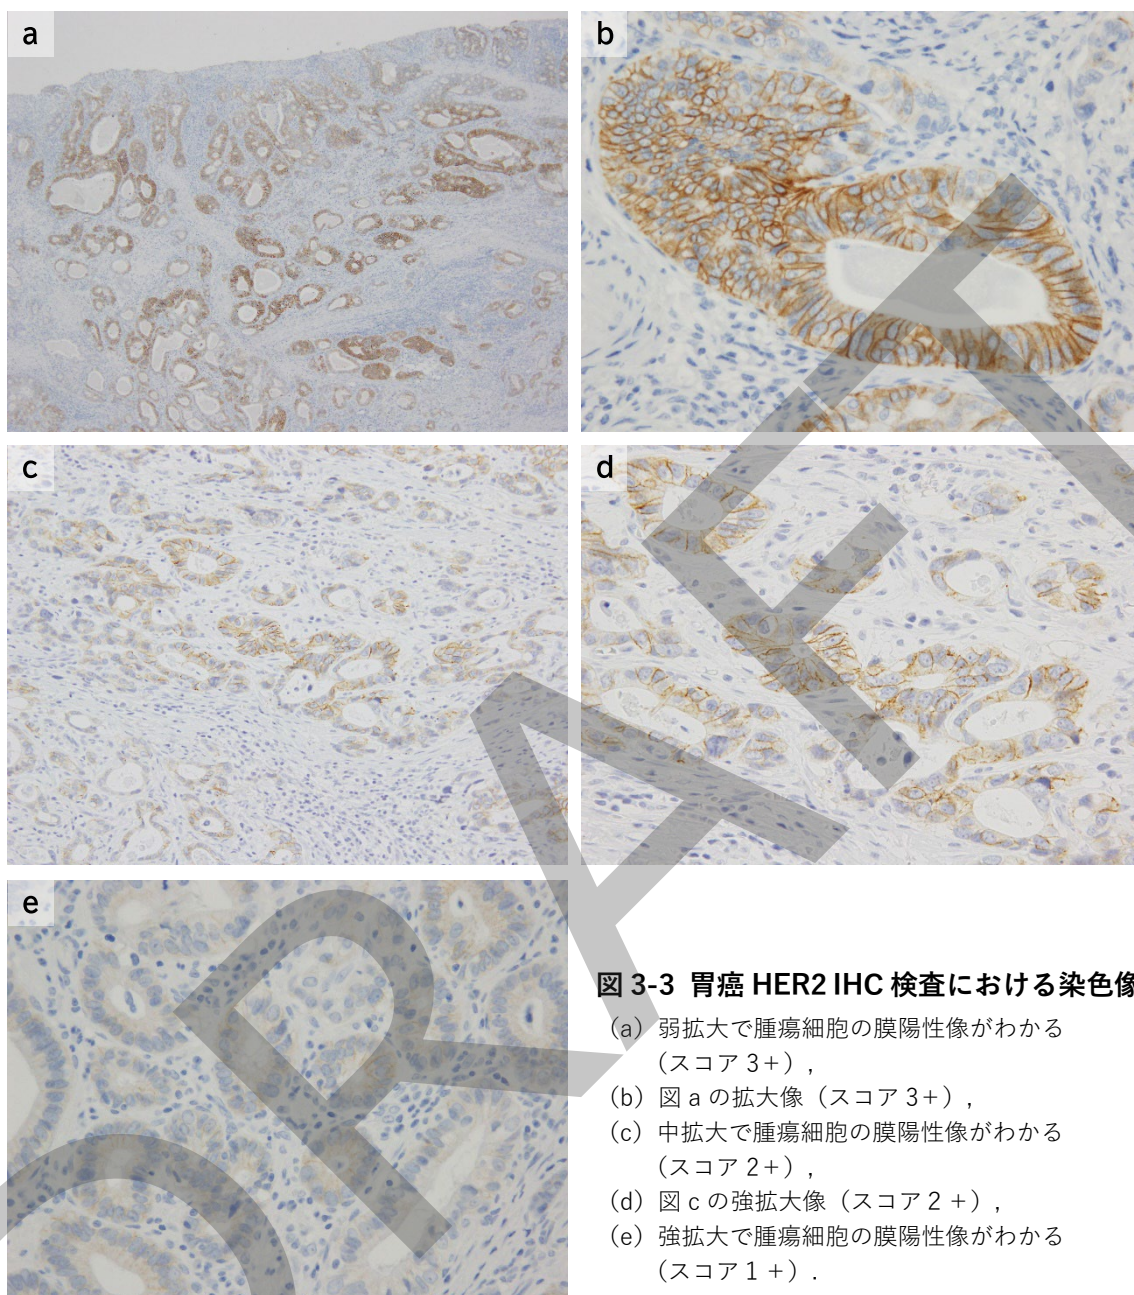 a
b
c
d
e
図 3-3 胃癌 HER2 IHC 検査における染色像
（a）弱拡大で腫瘍細胞の膜陽性像がわかる
（スコア 3＋）,
（b）図 a の拡大像（スコア 3＋）,
（c）中拡大で腫瘍細胞の膜陽性像がわかる
（スコア 2＋）,
（d）図 c の強拡大像（スコア２＋）,
（e）強拡大で腫瘍細胞の膜陽性像がわかる
（スコア１＋）.
DRAFT